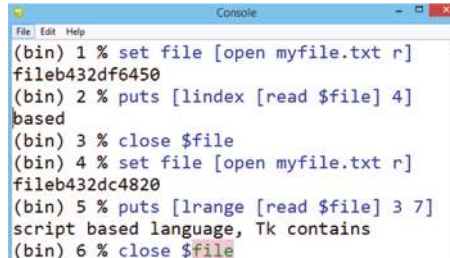 Console
File Edit Help
(bin) 1 % set file [open myfile.txt r]
fileb432df6450
(bin) 2 % puts [lindex [read $file] 4]
based
(bin) 3 % close $file
(bin) 4 % set file [open myfile.txt r]
fileb432dc4820
(bin) 5 % puts [lrange [read $file] 3 7]
script based language, Tk contains
(bin) 6 % close $file